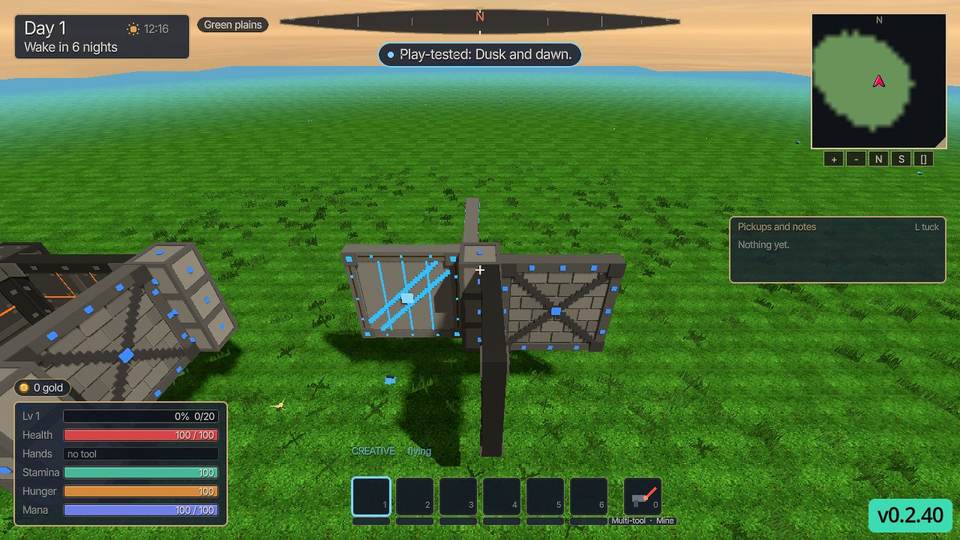 Day 1
12:16
Wake in 6 nights
Green plains
N
Play-tested: Dusk and dawn.
N
+ - N S []
Pickups and notes
L tuck
Nothing yet.
0 gold
Lv 1
0% 0/20
Health
100 / 100
Hands
no tool
Stamina
100
Hunger
100
Mana
100 / 100
CREATIVE flying
1 2 3 4 5 6 0
Multi-tool · Mine
v0.2.40